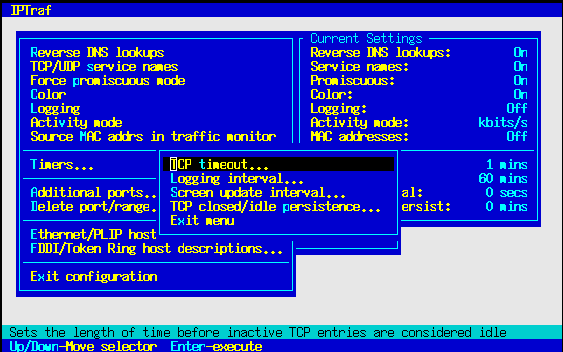 IPTraf
Current Settings
Reverse DNS lookups
TCP/UDP service names
Force promiscuous mode
Color
Logging
Activity mode
Source MAC addrs in traffic monitor
Reverse DNS lookups: On
Service names: On
Promiscuous: On
Color: On
Logging: Off
Activity mode: kbits/s
MAC addresses: Off
Timers...
Additional ports..
Delete port/range..
Ethernet/PLIP host
FDDI/Token Ring host descriptions...
Exit configuration
TCP timeout...
Logging interval...
Screen update interval...
TCP closed/idle persistence...
Exit menu
1 mins
60 mins
al: 0 secs
ersist: 0 mins
Sets the length of time before inactive TCP entries are considered idle
Up/Down-Move selector Enter-execute